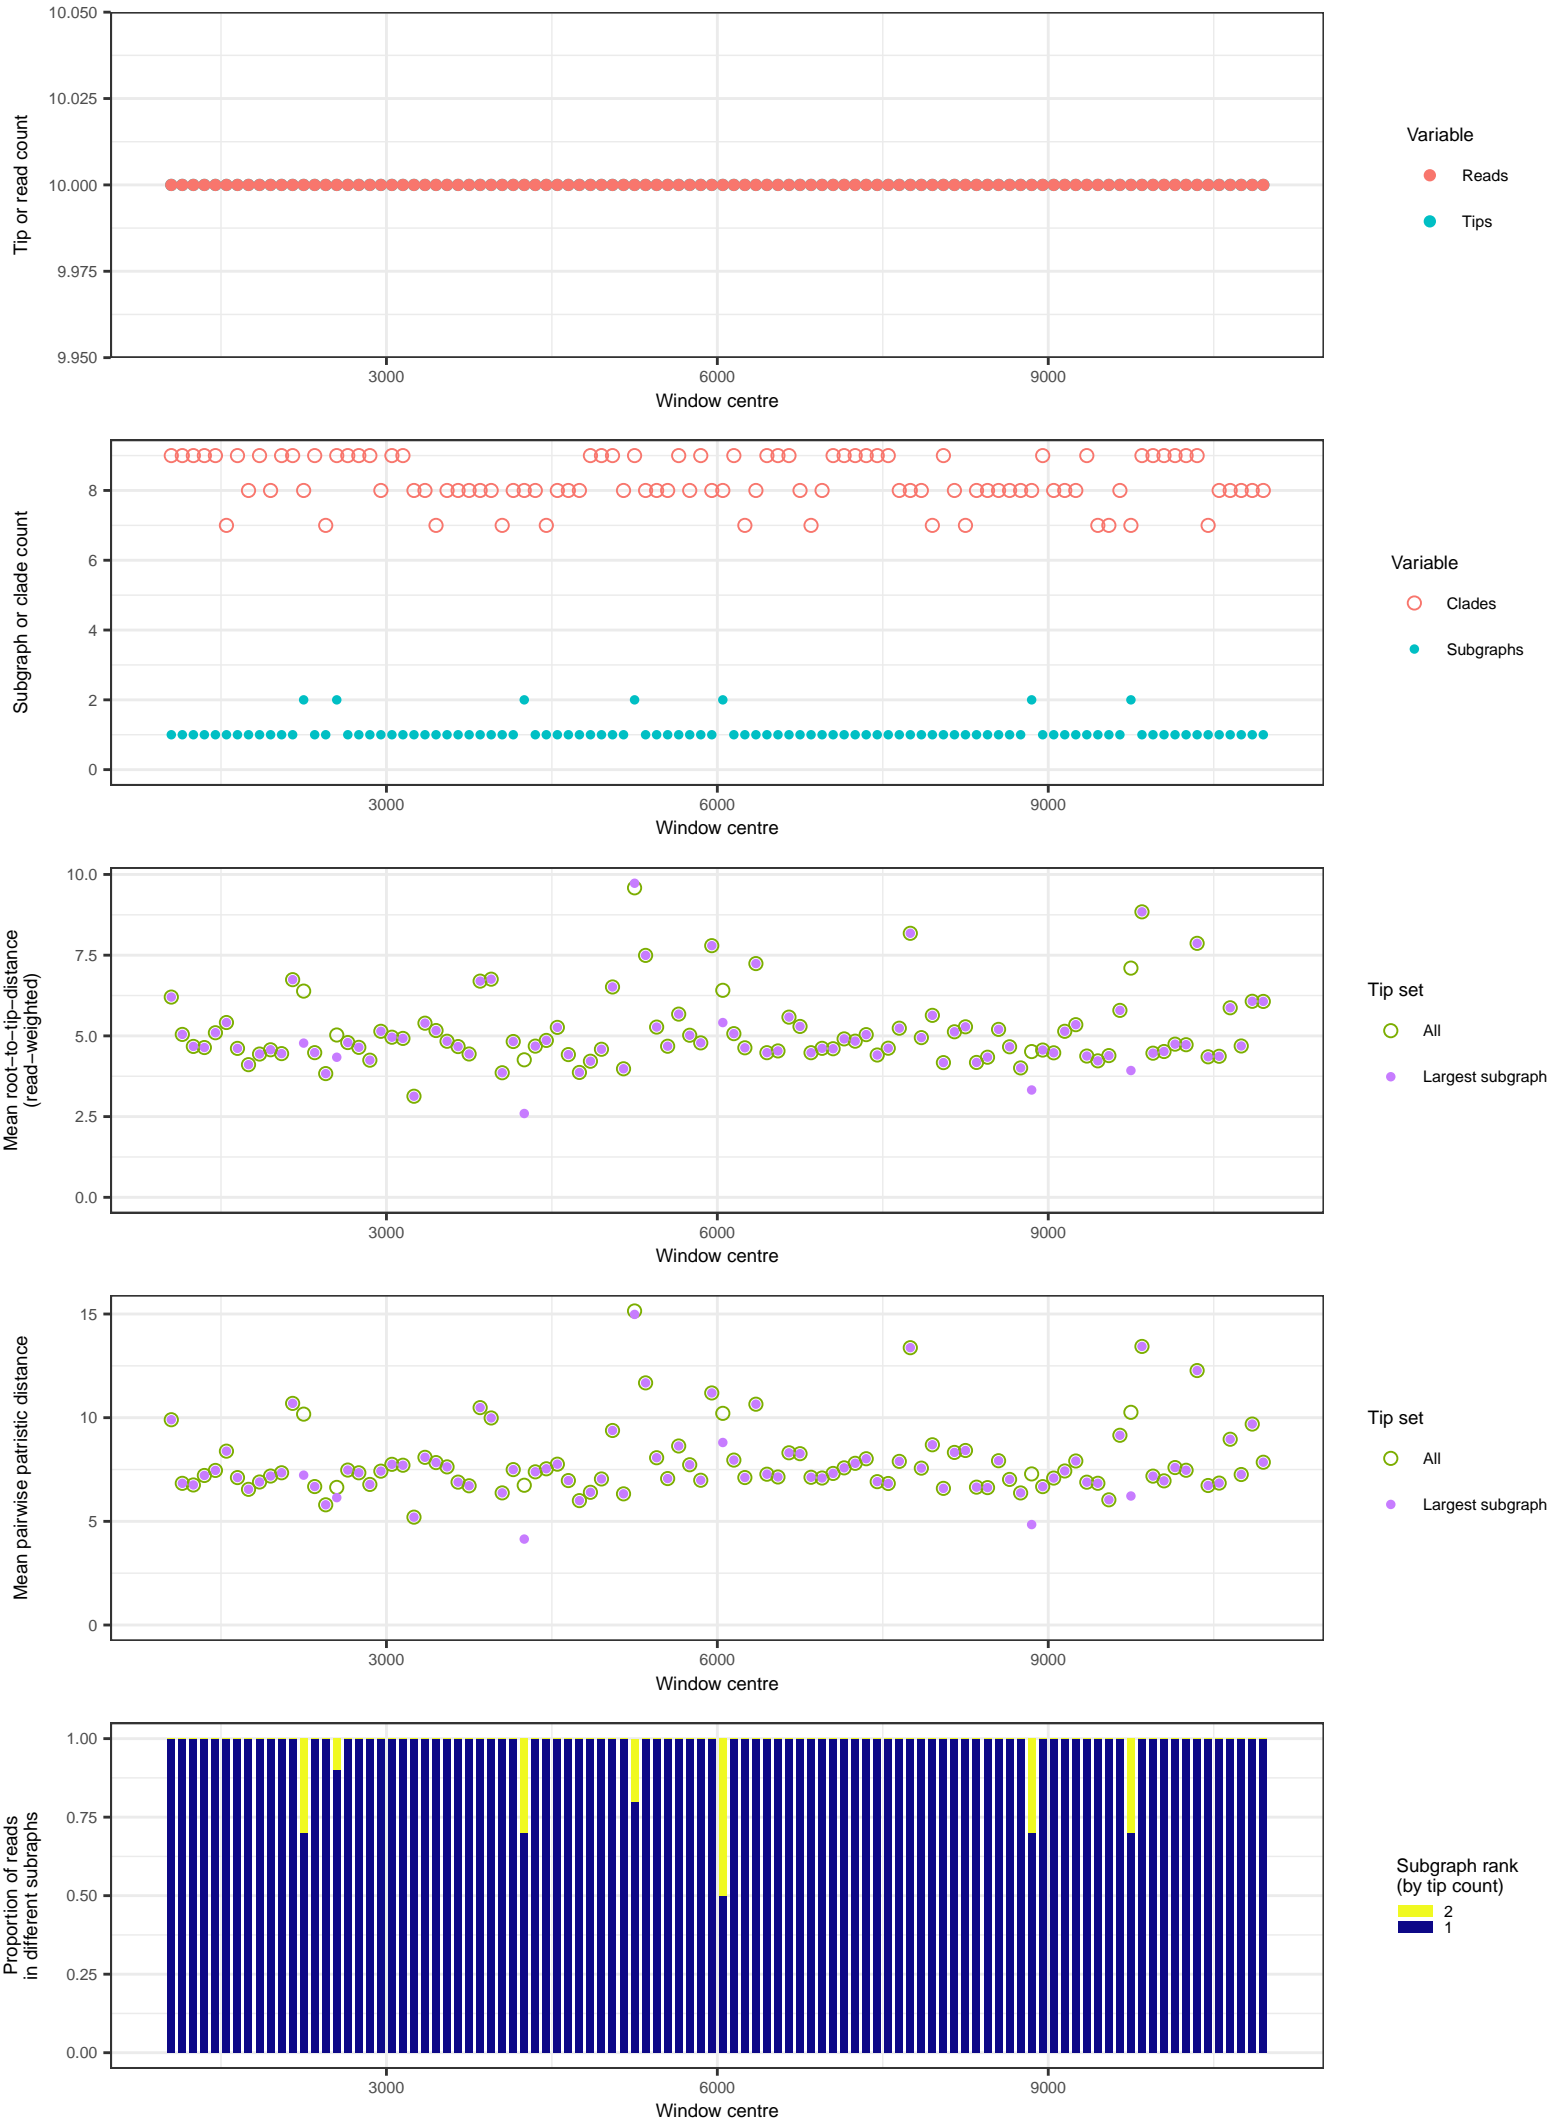 10.050
10.025
10.000
9.975
9.950
Tip or read count
3000 6000 9000
Window centre
Variable
Reads
Tips
8
6
4
2
0
Subgraph or clade count
3000 6000 9000
Window centre
Variable
Clades
Subgraphs
10.0
7.5
5.0
2.5
0.0
Mean root−to−tip−distance
(read−weighted)
3000 6000 9000
Window centre
Tip set
All
Largest subgraph
15
10
5
0
Mean pairwise patristic distance
3000 6000 9000
Window centre
Tip set
All
Largest subgraph
1.00
0.75
0.50
0.25
0.00
Proportion of reads
in different subraphs
3000 6000 9000
Window centre
Subgraph rank
(by tip count)
2
1